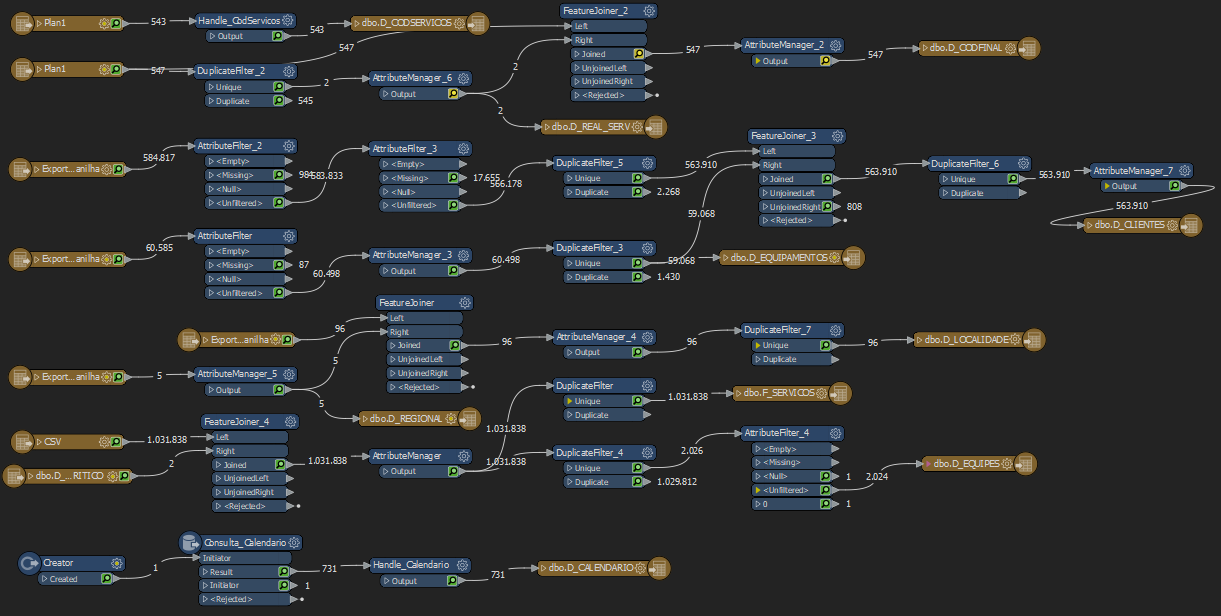 Plan1
543
Handle_CodServicos
Output
543
dbo.D_CODSERVICOS
547
Plan1
547
DuplicateFilter_2
Unique
Duplicate
2
545
AttributeManager_6
Output
2
2
dbo.D_REAL_SERV
FeatureJoiner_2
Left
Right
Joined
UnjoinedLeft
UnjoinedRight
<Rejected>
547
AttributeManager_2
Output
547
dbo.D_CODFINAL
Export...anilha
584.817
AttributeFilter_2
<Empty>
<Missing>
<Null>
<Unfiltered>
984
583.833
AttributeFilter_3
<Empty>
<Missing>
<Null>
<Unfiltered>
17.655
566.178
DuplicateFilter_5
Unique
Duplicate
563.910
2.268
59.068
FeatureJoiner_3
Left
Right
Joined
UnjoinedLeft
UnjoinedRight
<Rejected>
563.910
808
DuplicateFilter_6
Unique
Duplicate
563.910
AttributeManager_7
Output
563.910
dbo.D_CLIENTES
Export...anilha
60.585
AttributeFilter
<Empty>
<Missing>
<Null>
<Unfiltered>
87
60.498
AttributeManager_3
Output
60.498
DuplicateFilter_3
Unique
Duplicate
59.068
1.430
dbo.D_EQUIPAMENTOS
Export...anilha
96
FeatureJoiner
Left
Right
Joined
UnjoinedLeft
UnjoinedRight
<Rejected>
96
AttributeManager_4
Output
96
DuplicateFilter_7
Unique
Duplicate
96
dbo.D_LOCALIDADE
Export...anilha
5
AttributeManager_5
Output
5
5
dbo.D_REGIONAL
CSV
1.031.838
dbo.D_...RITICO
2
FeatureJoiner_4
Left
Right
Joined
UnjoinedLeft
UnjoinedRight
<Rejected>
1.031.838
AttributeManager
Output
1.031.838
1.031.838
DuplicateFilter
Unique
Duplicate
1.031.838
dbo.F_SERVICOS
DuplicateFilter_4
Unique
Duplicate
2.026
1.029.812
AttributeFilter_4
<Empty>
<Missing>
<Null>
<Unfiltered>
0
1
1
2.024
dbo.D_EQUIPES
Creator
Created
1
Consulta_Calendario
Initiator
Result
Initiator
<Rejected>
731
1
Handle_Calendario
Output
731
dbo.D_CALENDARIO